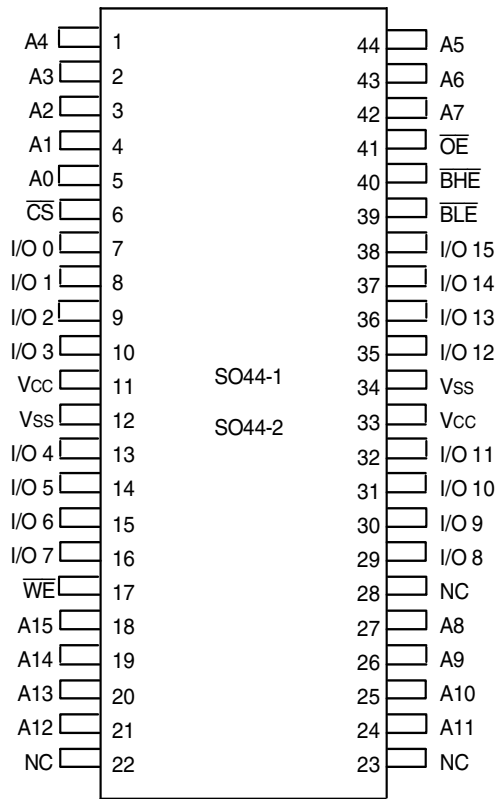 A4 1 44 A5
A3 2 43 A6
A2 3 42 A7
A1 4 41 OE
A0 5 40 BHE
CS 6 39 BLE
I/O 0 7 38 I/O 15
I/O 1 8 37 I/O 14
I/O 2 9 36 I/O 13
I/O 3 10 35 I/O 12
VCC 11 SO44-1 34 VSS
VSS 12 SO44-2 33 VCC
I/O 4 13 32 I/O 11
I/O 5 14 31 I/O 10
I/O 6 15 30 I/O 9
I/O 7 16 29 I/O 8
WE 17 28 NC
A15 18 27 A8
A14 19 26 A9
A13 20 25 A10
A12 21 24 A11
NC 22 23 NC